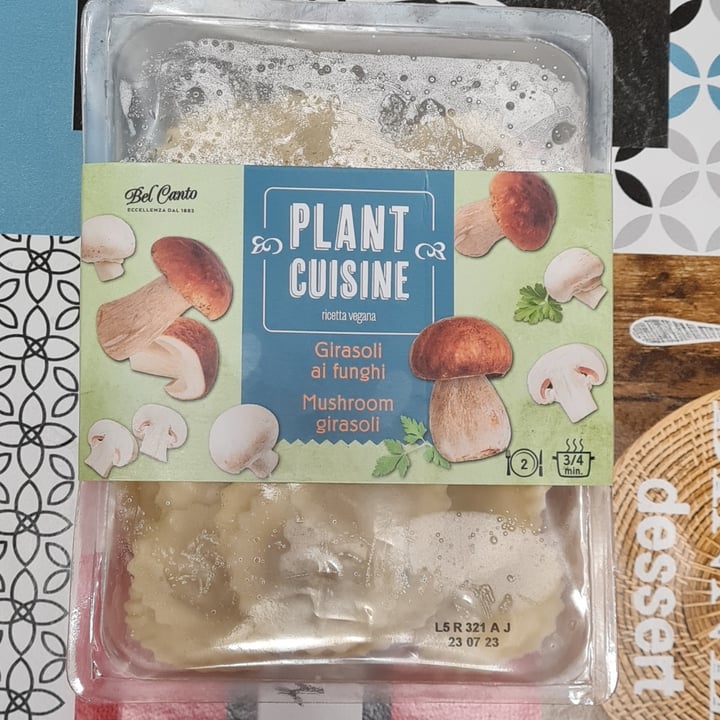 Bel Canto
ECCELLENZA DAL 1883
PLANT
CUISINE
ricetta vegana
Girasoli
ai funghi
Mushroom
girasoli
2
3/4
min.
L5 R 321 A J
23 07 23
dessert